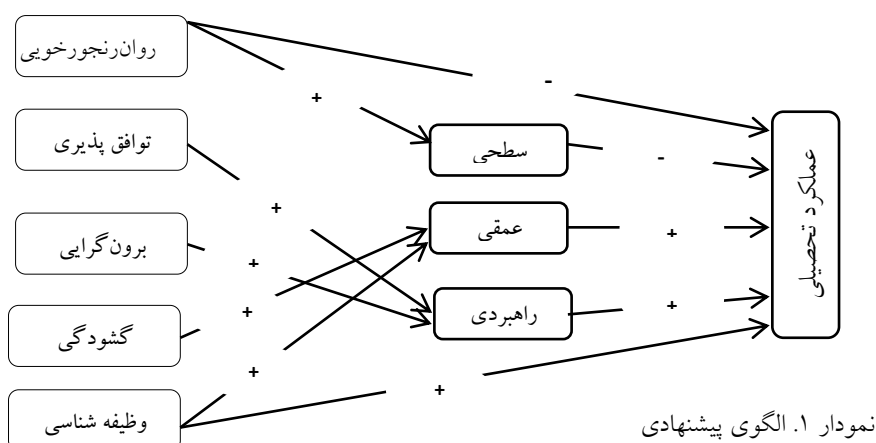 روان‌رنجورخویی
توافق پذیری
برون‌گرایی
گشودگی
وظیفه شناسی
سطحی
عمقی
راهبردی
عملکرد تحصیلی
-
+
-
+
+
+
+
+
+
+
نمودار ۱. الگوی پیشنهادی